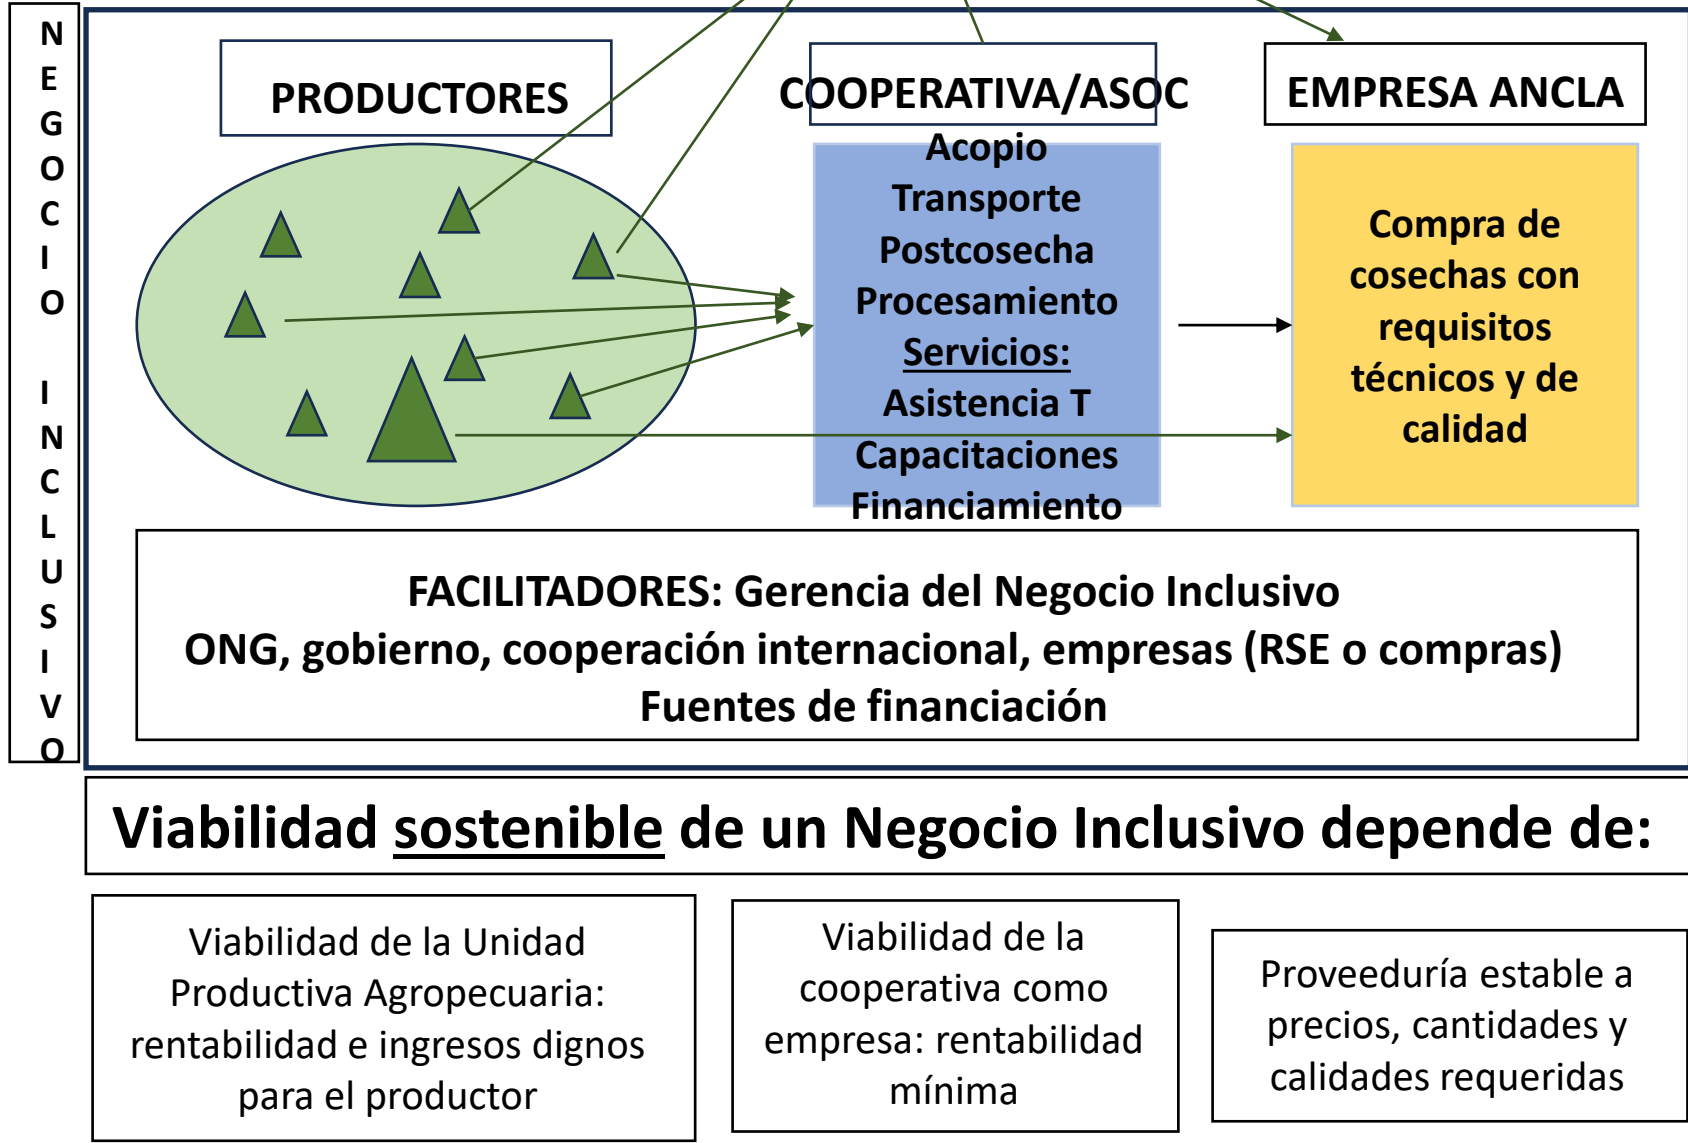 NEGOCIO INCLUSIVO
PRODUCTORES
COOPERATIVA/ASOC
EMPRESA ANCLA
Acopio
Transporte
Postcosecha
Procesamiento
Servicios:
Asistencia T
Capacitaciones
Financiamiento
Compra de
cosechas con
requisitos
técnicos y de
calidad
FACILITADORES: Gerencia del Negocio Inclusivo
ONG, gobierno, cooperación internacional, empresas (RSE o compras)
Fuentes de financiación
Viabilidad sostenible de un Negocio Inclusivo depende de:
Viabilidad de la Unidad
Productiva Agropecuaria:
rentabilidad e ingresos dignos
para el productor
Viabilidad de la
cooperativa como
empresa: rentabilidad
mínima
Proveeduría estable a
precios, cantidades y
calidades requeridas